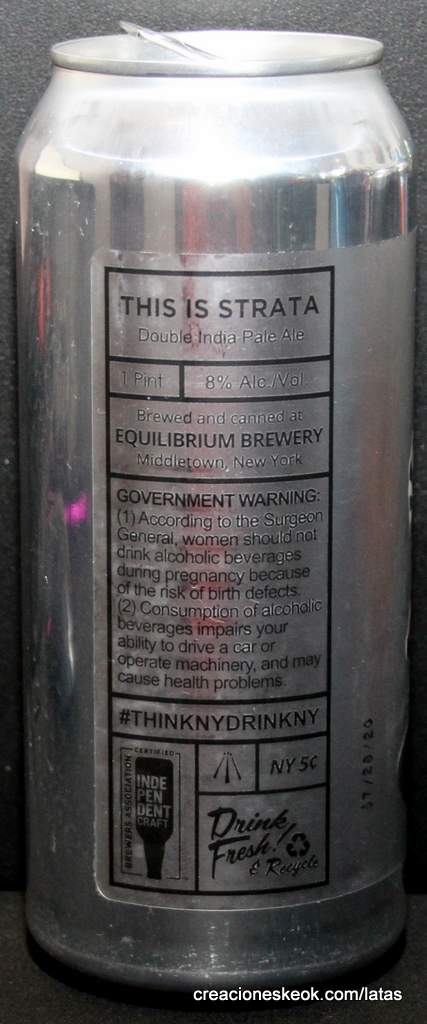 THIS IS STRATA
Double India Pale Ale
1 Pint
8% Alc./Vol.
Brewed and canned at
EQUILIBRIUM BREWERY
Middletown, New York
GOVERNMENT WARNING:
(1) According to the Surgeon
General, women should not
drink alcoholic beverages
during pregnancy because
of the risk of birth defects.
(2) Consumption of alcoholic
beverages impairs your
ability to drive a car or
operate machinery, and may
cause health problems.
#THINKNYDRINKNY
CERTIFIED
BREWERS ASSOCIATION
INDE
PEN
DENT
CRAFT
NY 5¢
Drink
Fresh!
& Recycle
07/28/20
creacioneskeok.com/latas